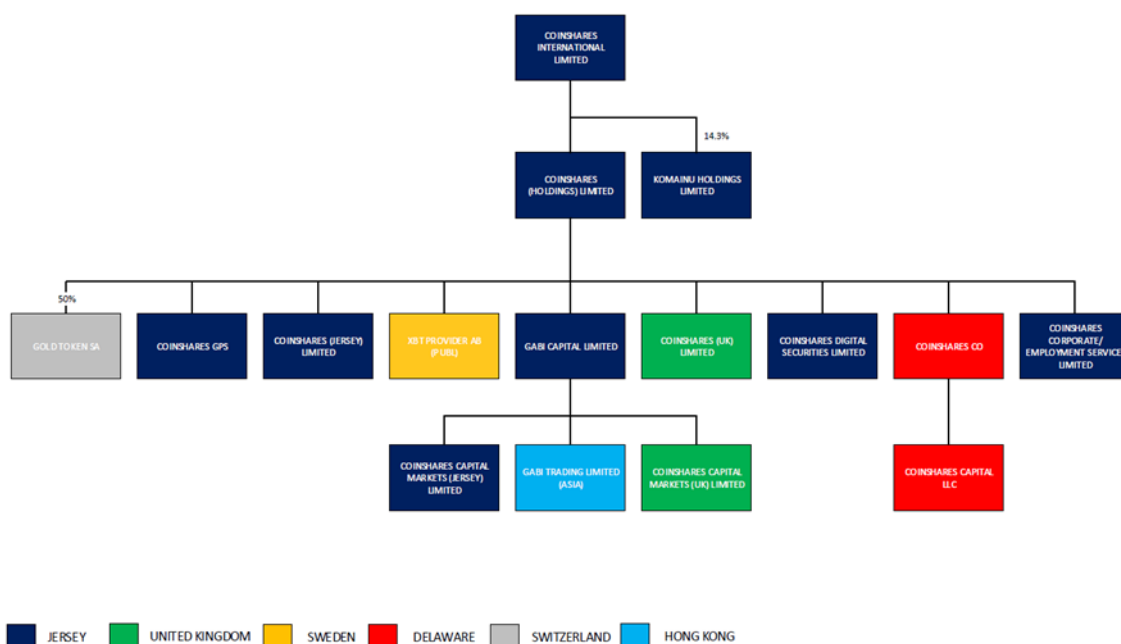 COINSHARES
INTERNATIONAL
LIMITED
14.3%
COINSHARES
(HOLDINGS) LIMITED
KOMAINU HOLDINGS
LIMITED
50%
GOLD TOKEN SA
COINSHARES GPS
COINSHARES (JERSEY)
LIMITED
XBT PROVIDER AB
(PUBL)
GABI CAPITAL LIMITED
COINSHARES (UK)
LIMITED
COINSHARES DIGITAL
SECURITIES LIMITED
COINSHARES CO
COINSHARES
CORPORATE/
EMPLOYMENT SERVICE
LIMITED
COINSHARES CAPITAL
MARKETS (JERSEY)
LIMITED
GABI TRADING LIMITED
(ASIA)
COINSHARES CAPITAL
MARKETS (UK) LIMITED
COINSHARES CAPITAL
LLC
JERSEY
UNITED KINGDOM
SWEDEN
DELAWARE
SWITZERLAND
HONG KONG